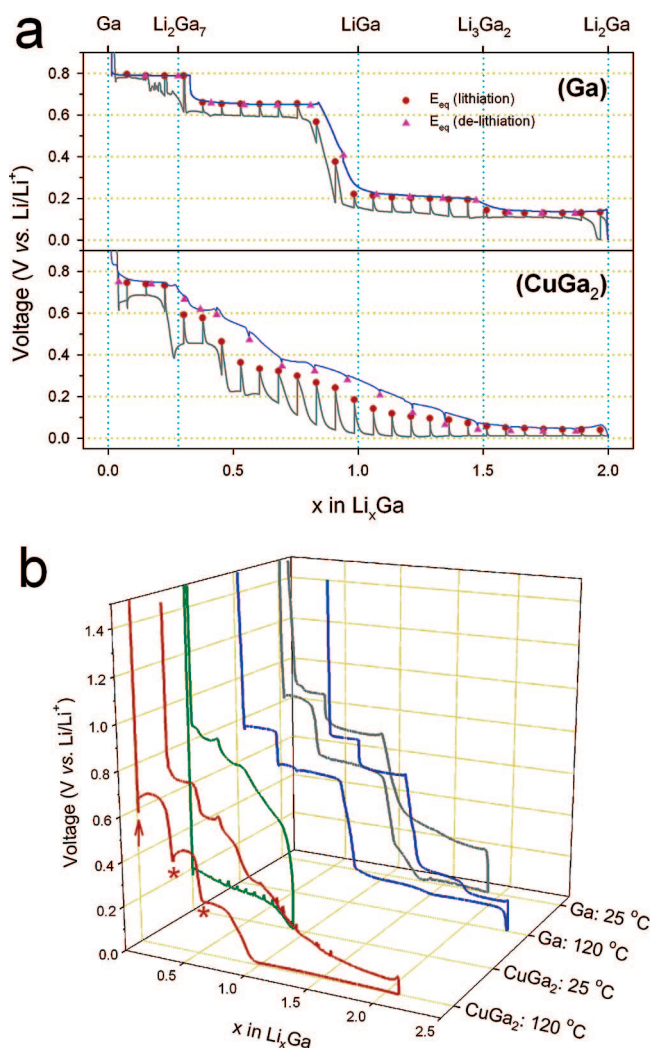 a
Ga Li₂Ga₇ LiGa Li₃Ga₂ Li₂Ga
0.8
0.6
0.4
0.2
0.0
(Ga)
E_eq (lithiation)
E_eq (de-lithiation)
Voltage (V vs. Li/Li⁺)
0.8
0.6
0.4
0.2
0.0
(CuGa₂)
0.0 0.5 1.0 1.5 2.0
x in LiₓGa
b
1.4
1.2
1.0
0.8
0.6
0.4
0.2
0.0
Voltage (V vs. Li/Li⁺)
*
*
0.5 1.0 1.5 2.0 2.5
x in LiₓGa
Ga: 25 °C
Ga: 120 °C
CuGa₂: 25 °C
CuGa₂: 120 °C